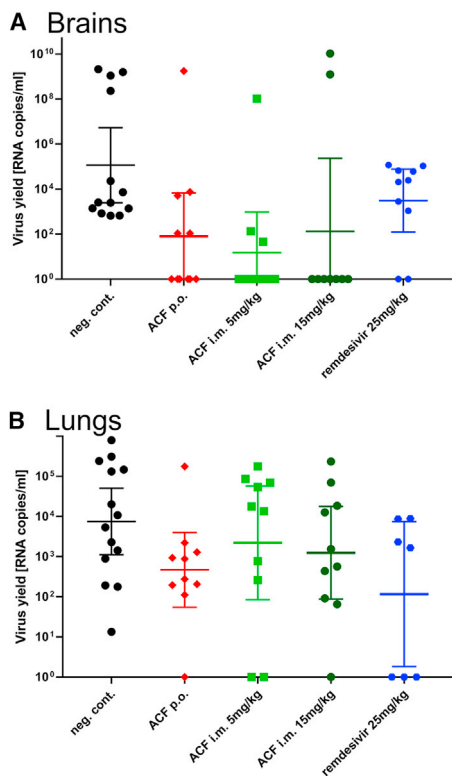 A Brains
Virus yield [RNA copies/ml]
10^10
10^8
10^6
10^4
10^2
10^0
neg. cont.
ACF p.o.
ACF i.m. 5mg/kg
ACF i.m. 15mg/kg
remdesivir 25mg/kg
B Lungs
Virus yield [RNA copies/ml]
10^5
10^4
10^3
10^2
10^1
10^0
neg. cont.
ACF p.o.
ACF i.m. 5mg/kg
ACF i.m. 15mg/kg
remdesivir 25mg/kg